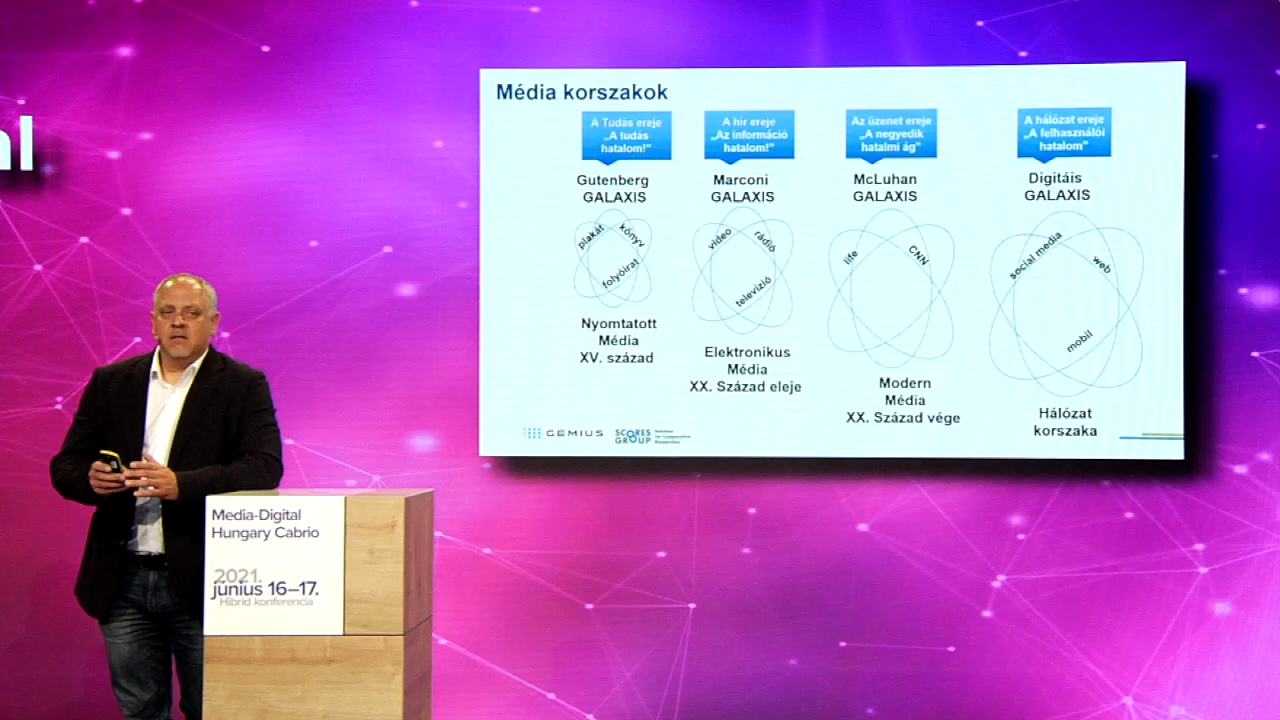 al
Média korszakok
A Tudás ereje
„A tudás
hatalom!”
A hír ereje
„Az információ
hatalom!”
Az üzenet ereje
„A negyedik
hatalmi ág”
A hálózat ereje
„A felhasználói
hatalom”
Gutenberg
GALAXIS
Marconi
GALAXIS
McLuhan
GALAXIS
Digitáis
GALAXIS
plakát
könyv
folyóirat
video
rádió
televízió
life
CNN
social media
web
mobil
Nyomtatott
Média
XV. század
Elektronikus
Média
XX. Század eleje
Modern
Média
XX. Század vége
Hálózat
korszaka
GEMIUS
SCORES
GROUP
Media-Digital
Hungary Cabrio
2021.
június 16–17.
Hibrid konferencia